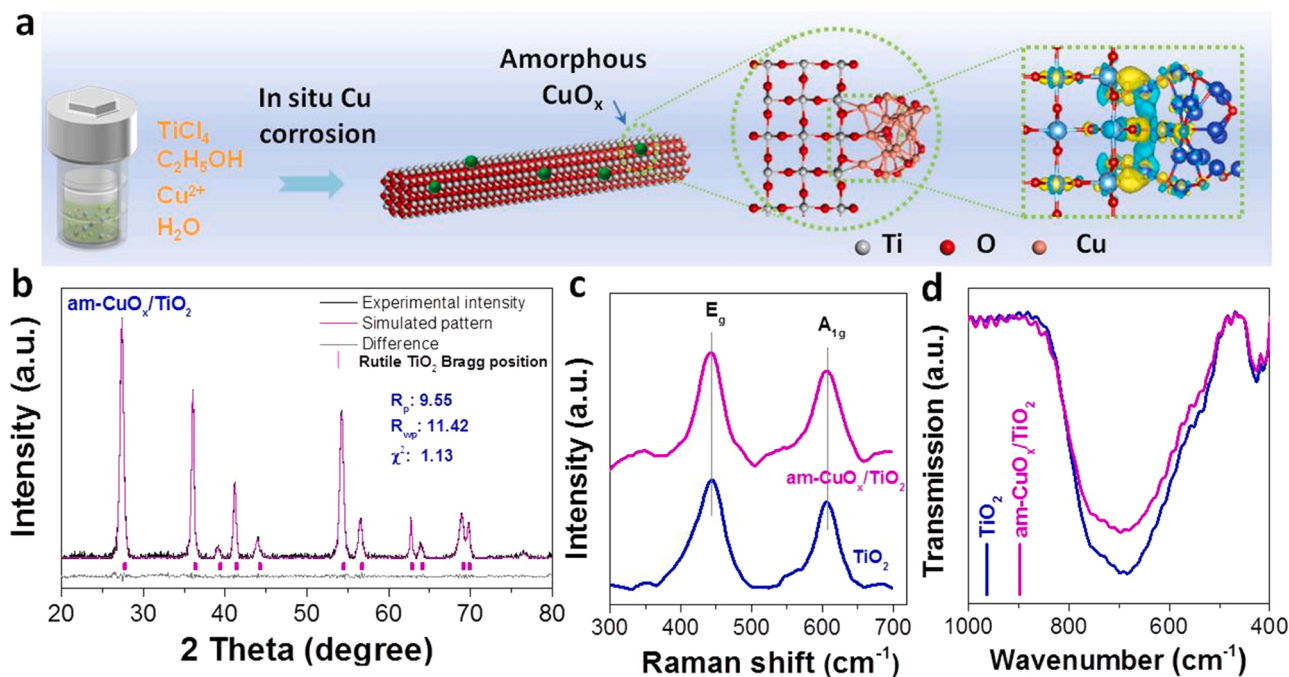 a
TiCl₄
C₂H₅OH
Cu²⁺
H₂O
In situ Cu
corrosion
Amorphous
CuOₓ
Ti O Cu
b
am-CuOₓ/TiO₂
Experimental intensity
Simulated pattern
Difference
Rutile TiO₂ Bragg position
Rₚ: 9.55
R_wp: 11.42
χ²: 1.13
Intensity (a.u.)
20 30 40 50 60 70 80
2 Theta (degree)
c
E_g
A₁g
am-CuOₓ/TiO₂
TiO₂
Intensity (a.u.)
300 400 500 600 700
Raman shift (cm⁻¹)
d
Transmission (a.u.)
TiO₂
am-CuOₓ/TiO₂
1000 800 600 400
Wavenumber (cm⁻¹)